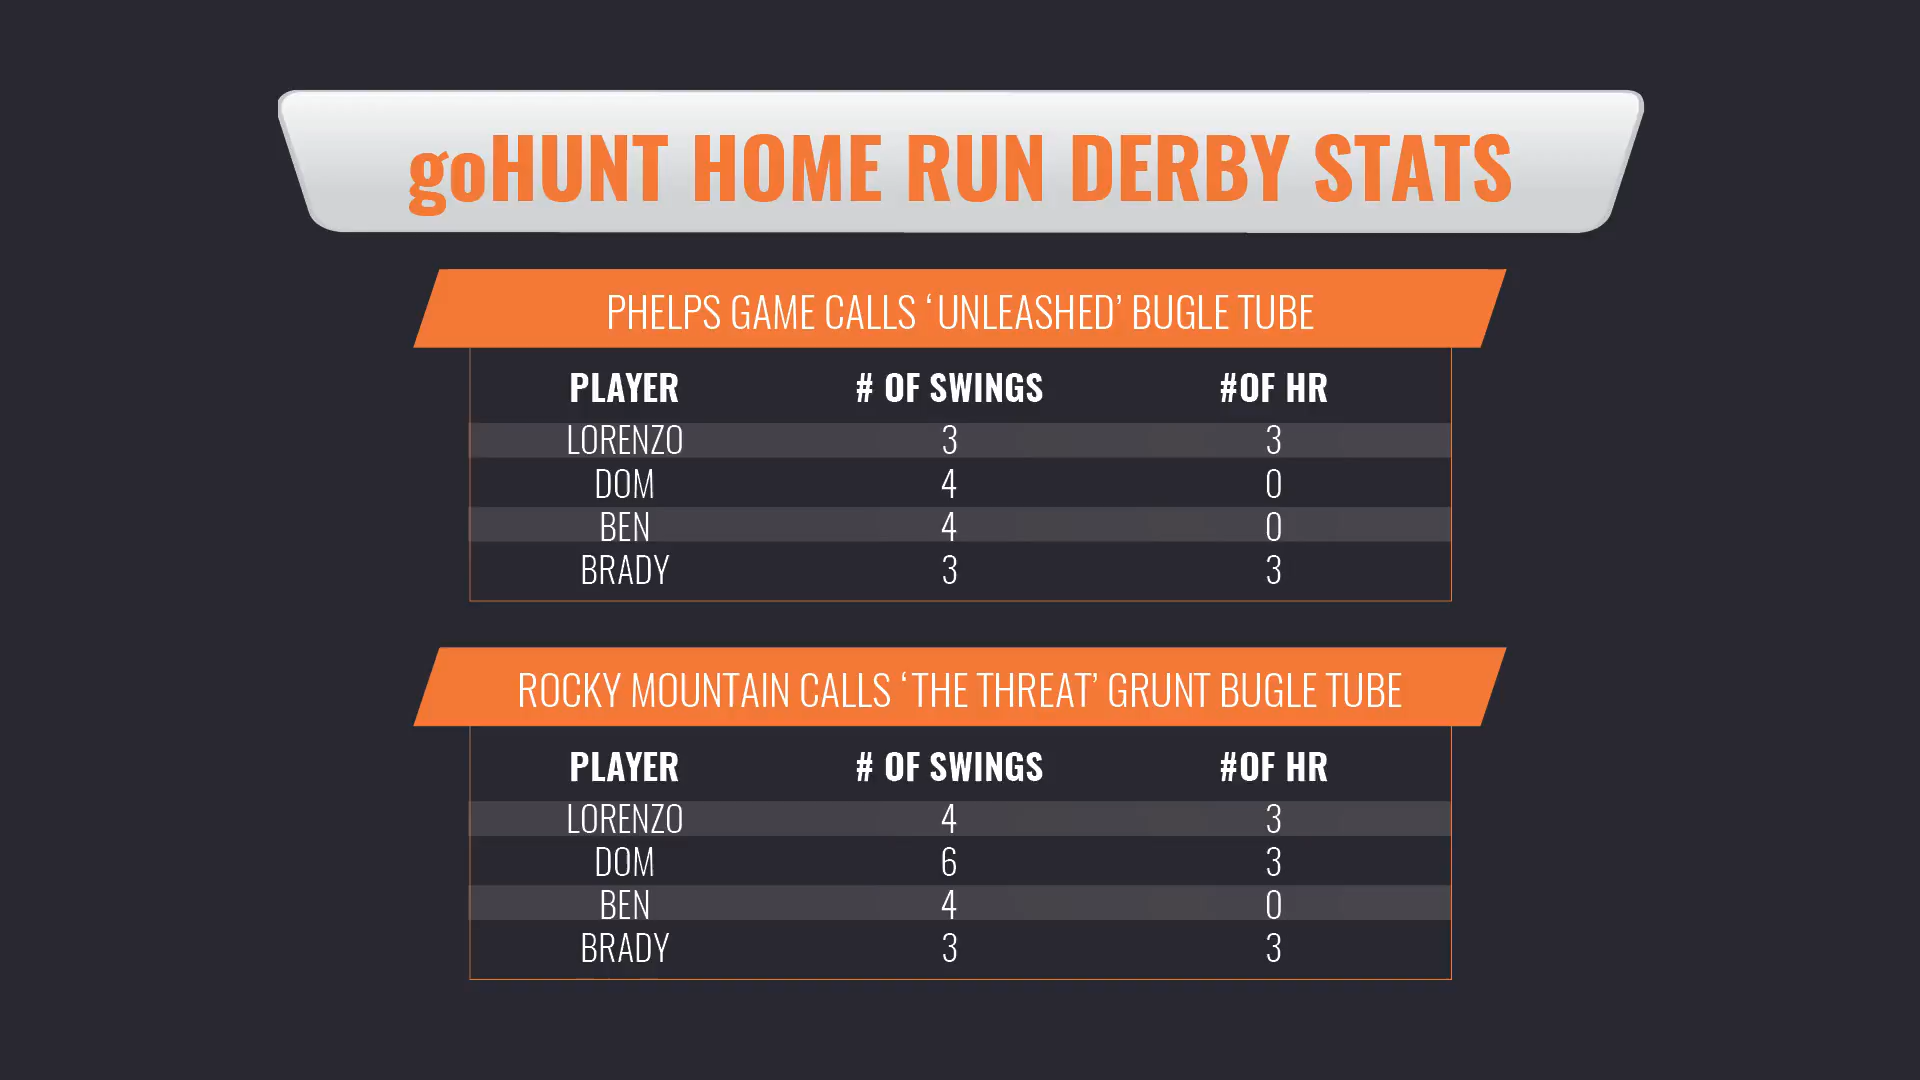 goHUNT HOME RUN DERBY STATS
PHELPS GAME CALLS ‘UNLEASHED’ BUGLE TUBE
PLAYER # OF SWINGS #OF HR
LORENZO 3 3
DOM 4 0
BEN 4 0
BRADY 3 3
ROCKY MOUNTAIN CALLS ‘THE THREAT’ GRUNT BUGLE TUBE
PLAYER # OF SWINGS #OF HR
LORENZO 4 3
DOM 6 3
BEN 4 0
BRADY 3 3